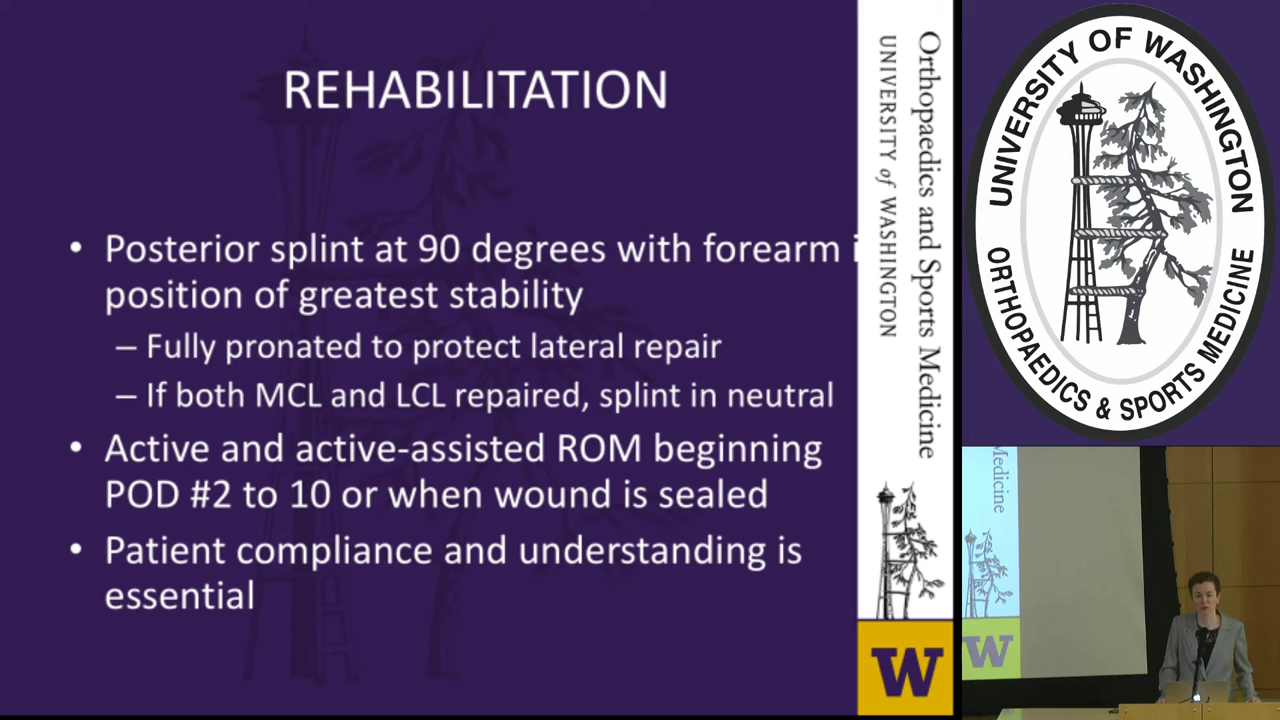 REHABILITATION
• Posterior splint at 90 degrees with forearm i
position of greatest stability
– Fully pronated to protect lateral repair
– If both MCL and LCL repaired, splint in neutral
• Active and active-assisted ROM beginning
POD #2 to 10 or when wound is sealed
• Patient compliance and understanding is
essential
Orthopaedics and Sports Medicine
UNIVERSITY of WASHINGTON
W
UNIVERSITY OF WASHINGTON
ORTHOPAEDICS & SPORTS MEDICINE
Medicine
W